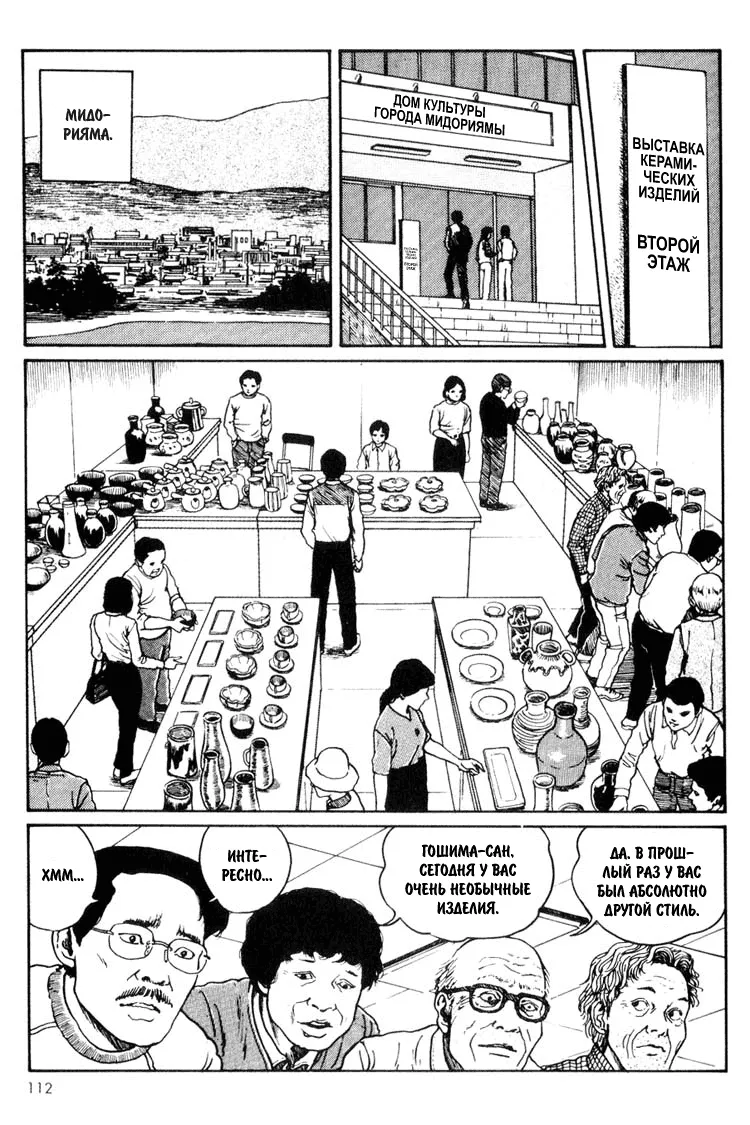 МИДО-
РИЯМА.
ДОМ КУЛЬТУРЫ
ГОРОДА МИДОРИЯМЫ
ВЫСТАВКА
КЕРАМИ-
ЧЕСКИХ
ИЗДЕЛИЙ
ВТОРОЙ
ЭТАЖ
ХММ...
ИНТЕ-
РЕСНО...
ГОШИМА-САН,
СЕГОДНЯ У ВАС
ОЧЕНЬ НЕОБЫЧНЫЕ
ИЗДЕЛИЯ.
ДА. В ПРОШ-
ЛЫЙ РАЗ У ВАС
БЫЛ АБСОЛЮТНО
ДРУГОЙ СТИЛЬ.
112